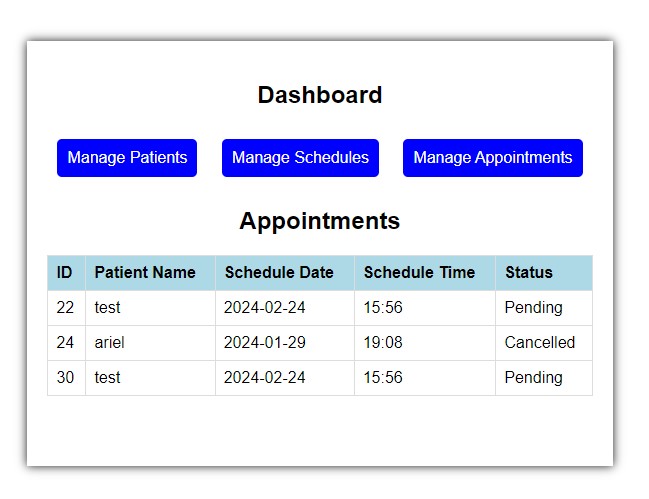 Dashboard
Manage Patients Manage Schedules Manage Appointments
Appointments
ID Patient Name Schedule Date Schedule Time Status
22 test 2024-02-24 15:56 Pending
24 ariel 2024-01-29 19:08 Cancelled
30 test 2024-02-24 15:56 Pending